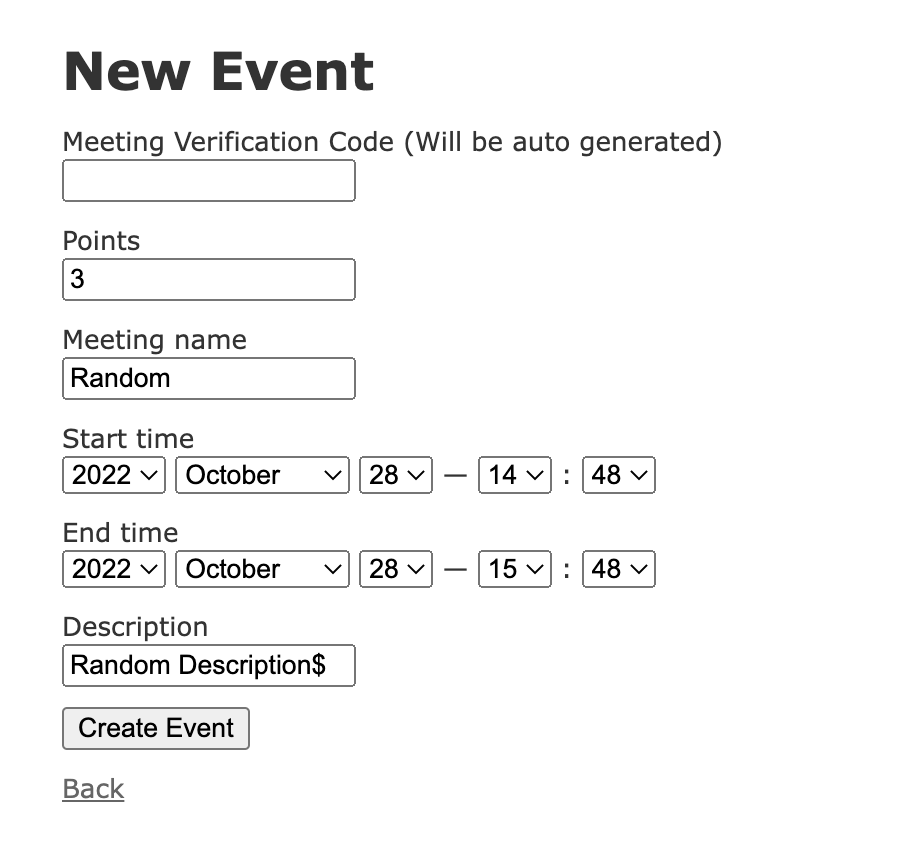 New Event
Meeting Verification Code (Will be auto generated)
Points
3
Meeting name
Random
Start time
2022 October 28 — 14 : 48
End time
2022 October 28 — 15 : 48
Description
Random Description$
Create Event
Back